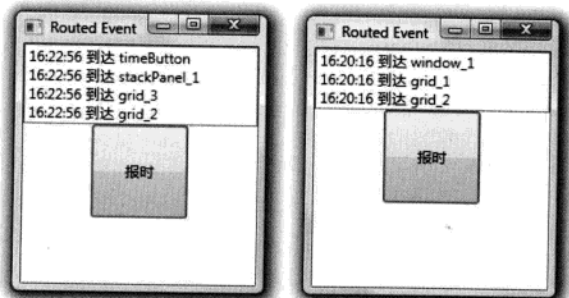 Routed Event
16:22:56 到达 timeButton
16:22:56 到达 stackPanel_1
16:22:56 到达 grid_3
16:22:56 到达 grid_2
报时
Routed Event
16:20:16 到达 window_1
16:20:16 到达 grid_1
16:20:16 到达 grid_2
报时